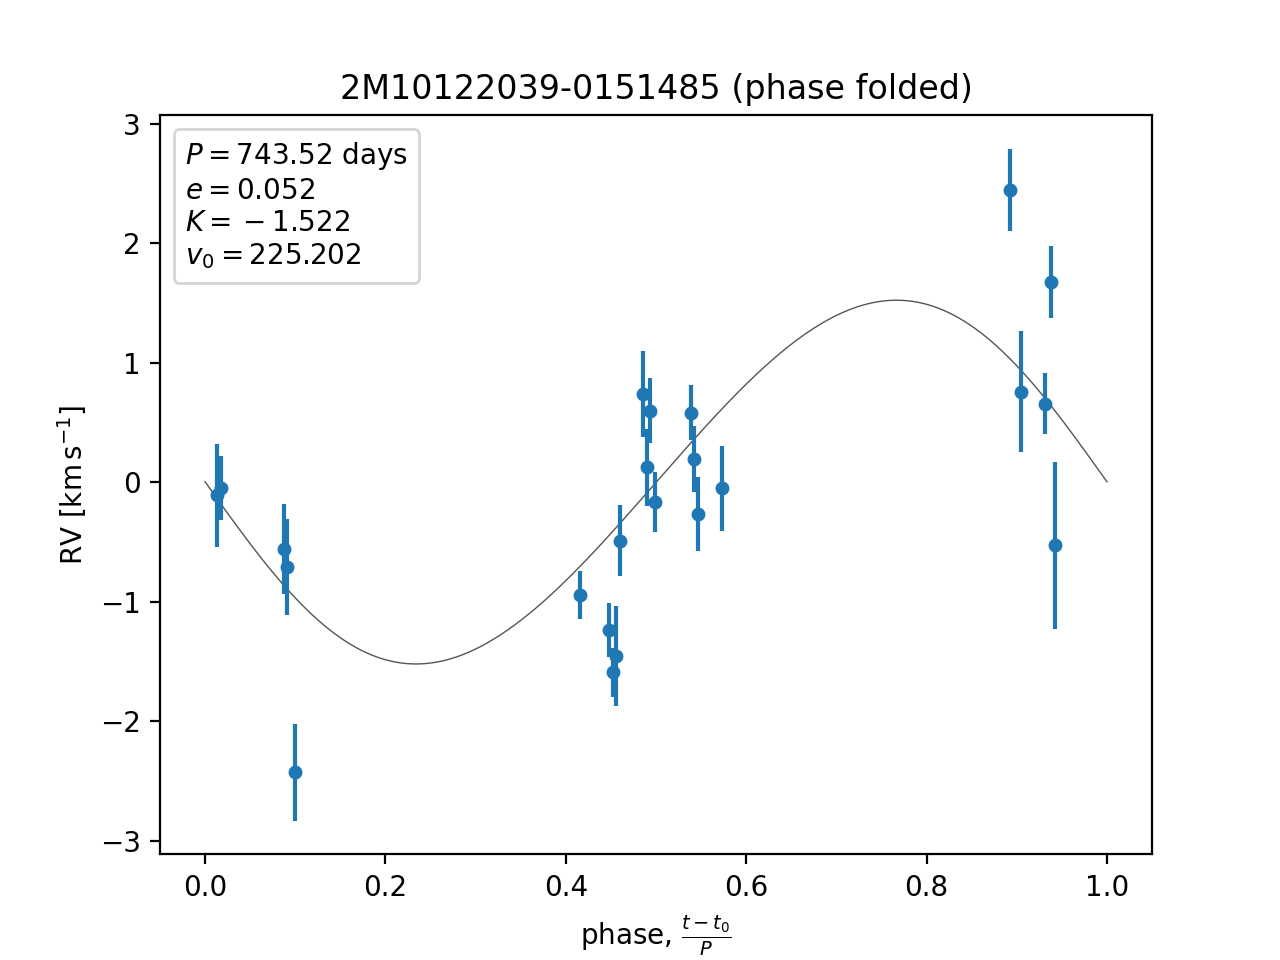 2M10122039-0151485 (phase folded)
P = 743.52 days
e = 0.052
K = −1.522
v₀ = 225.202
3
2
1
0
−1
−2
−3
RV [km s⁻¹]
0.0 0.2 0.4 0.6 0.8 1.0
phase, (t − t₀)/P